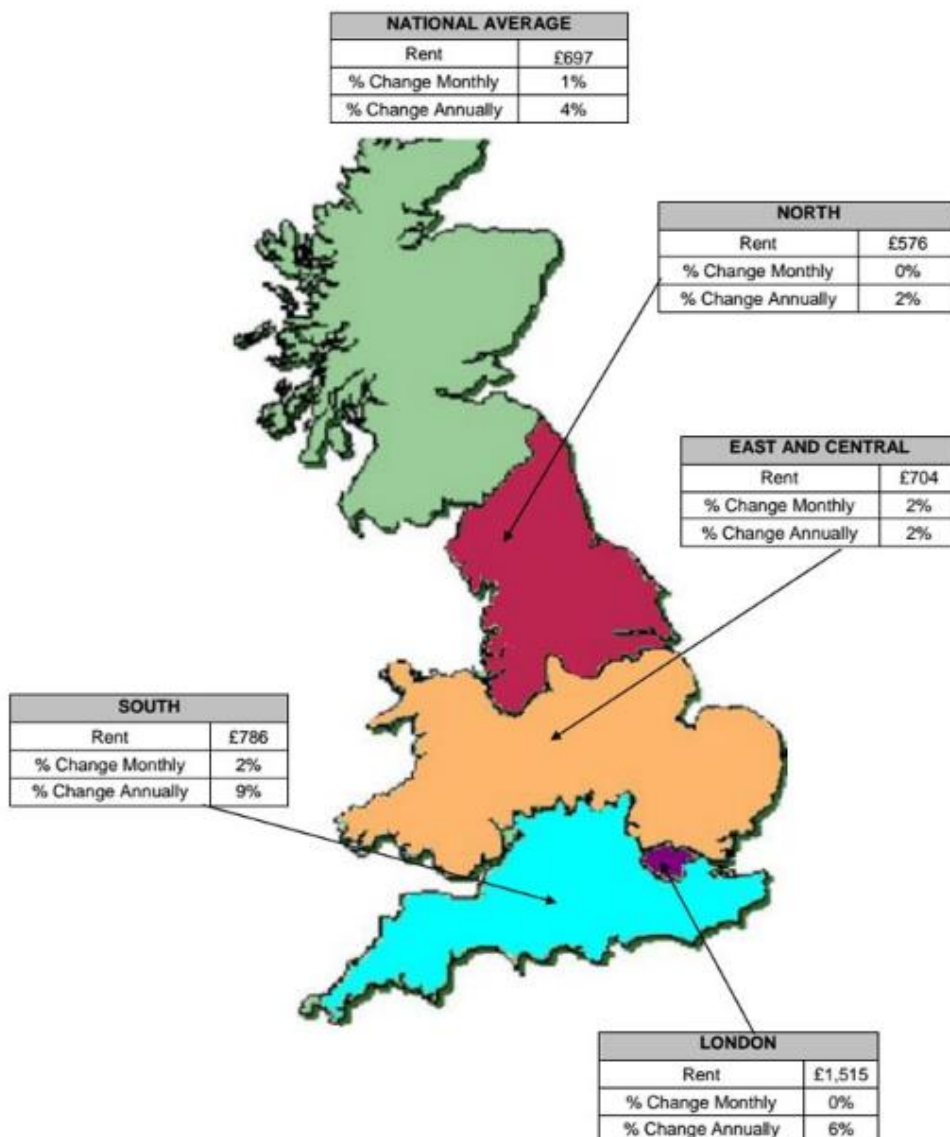 NATIONAL AVERAGE
Rent £697
% Change Monthly 1%
% Change Annually 4%
NORTH
Rent £576
% Change Monthly 0%
% Change Annually 2%
EAST AND CENTRAL
Rent £704
% Change Monthly 2%
% Change Annually 2%
SOUTH
Rent £786
% Change Monthly 2%
% Change Annually 9%
LONDON
Rent £1,515
% Change Monthly 0%
% Change Annually 6%